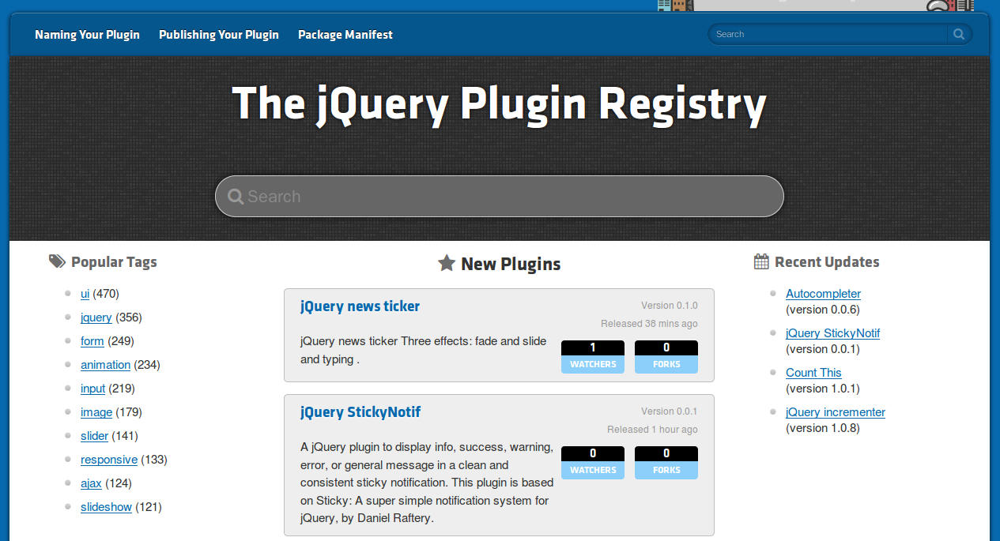 Naming Your Plugin Publishing Your Plugin Package Manifest Search
The jQuery Plugin Registry
Search
Popular Tags
ui (470)
jquery (356)
form (249)
animation (234)
input (219)
image (179)
slider (141)
responsive (133)
ajax (124)
slideshow (121)
New Plugins
jQuery news ticker
Version 0.1.0
Released 38 mins ago
jQuery news ticker Three effects: fade and slide
and typing .
1 0
WATCHERS FORKS
jQuery StickyNotif
Version 0.0.1
Released 1 hour ago
A jQuery plugin to display info, success, warning,
error, or general message in a clean and
consistent sticky notification. This plugin is based
on Sticky: A super simple notification system for
jQuery, by Daniel Raftery.
0 0
WATCHERS FORKS
Recent Updates
Autocompleter
(version 0.0.6)
jQuery StickyNotif
(version 0.0.1)
Count This
(version 1.0.1)
jQuery incrementer
(version 1.0.8)